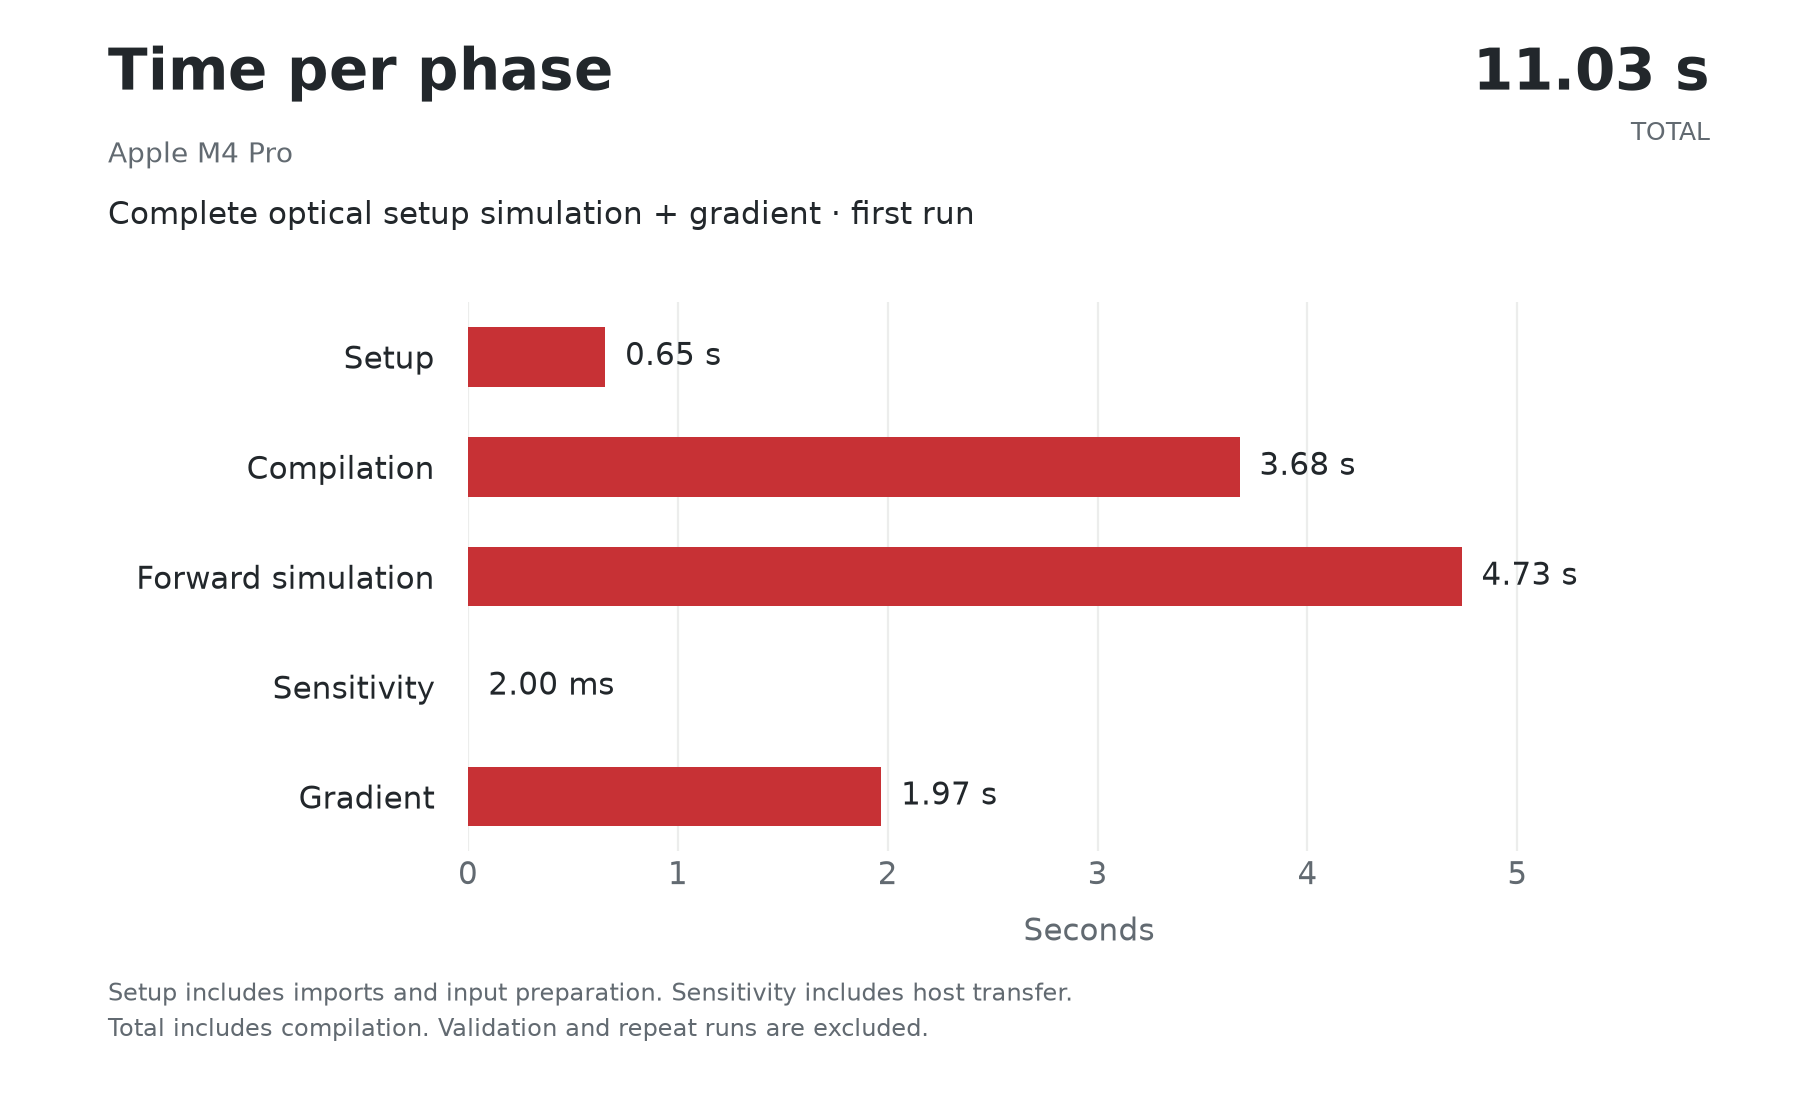 Time per phase
11.03 s
TOTAL
Apple M4 Pro
Complete optical setup simulation + gradient · first run
Setup 0.65 s
Compilation 3.68 s
Forward simulation 4.73 s
Sensitivity 2.00 ms
Gradient 1.97 s
0 1 2 3 4 5
Seconds
Setup includes imports and input preparation. Sensitivity includes host transfer.
Total includes compilation. Validation and repeat runs are excluded.